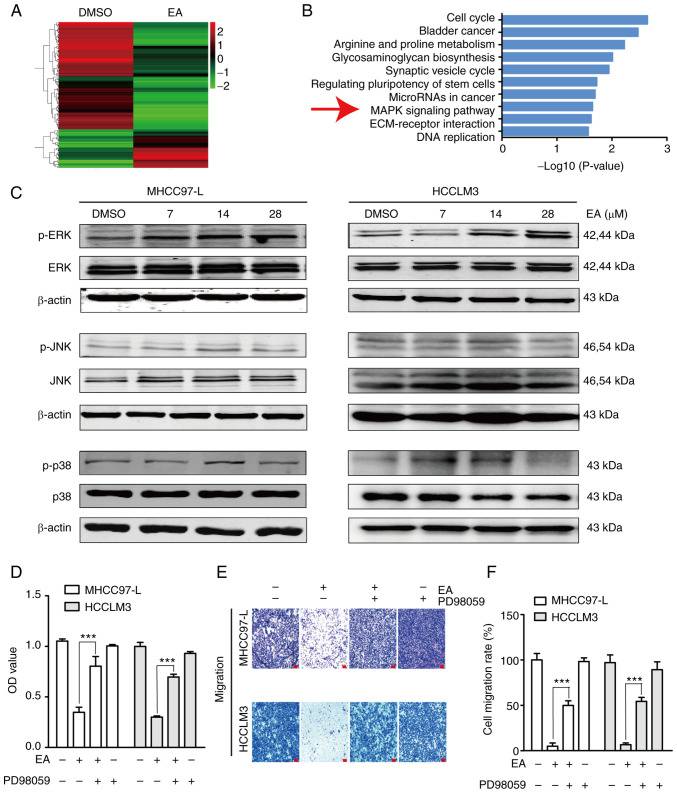 A
DMSO EA
2
1
0
−1
−2
B
Cell cycle
Bladder cancer
Arginine and proline metabolism
Glycosaminoglycan biosynthesis
Synaptic vesicle cycle
Regulating pluripotency of stem cells
MicroRNAs in cancer
MAPK signaling pathway
ECM-receptor interaction
DNA replication
0 1 2 3
−Log10 (P-value)
C
MHCC97-L HCCLM3
DMSO 7 14 28 DMSO 7 14 28 EA (μM)
p-ERK 42,44 kDa
ERK 42,44 kDa
β-actin 43 kDa
p-JNK 46,54 kDa
JNK 46,54 kDa
β-actin 43 kDa
p-p38 43 kDa
p38 43 kDa
β-actin 43 kDa
D
MHCC97-L
HCCLM3
OD value
1.5
1.0
0.5
0.0
*** ***
EA − + + − − + + −
PD98059 − − + + − − + +
E
− + + − EA
− − + + PD98059
Migration
MHCC97-L
HCCLM3
F
MHCC97-L
HCCLM3
Cell migration rate (%)
150
100
50
0
*** ***
EA − + + − − + + −
PD98059 − − + + − − + +